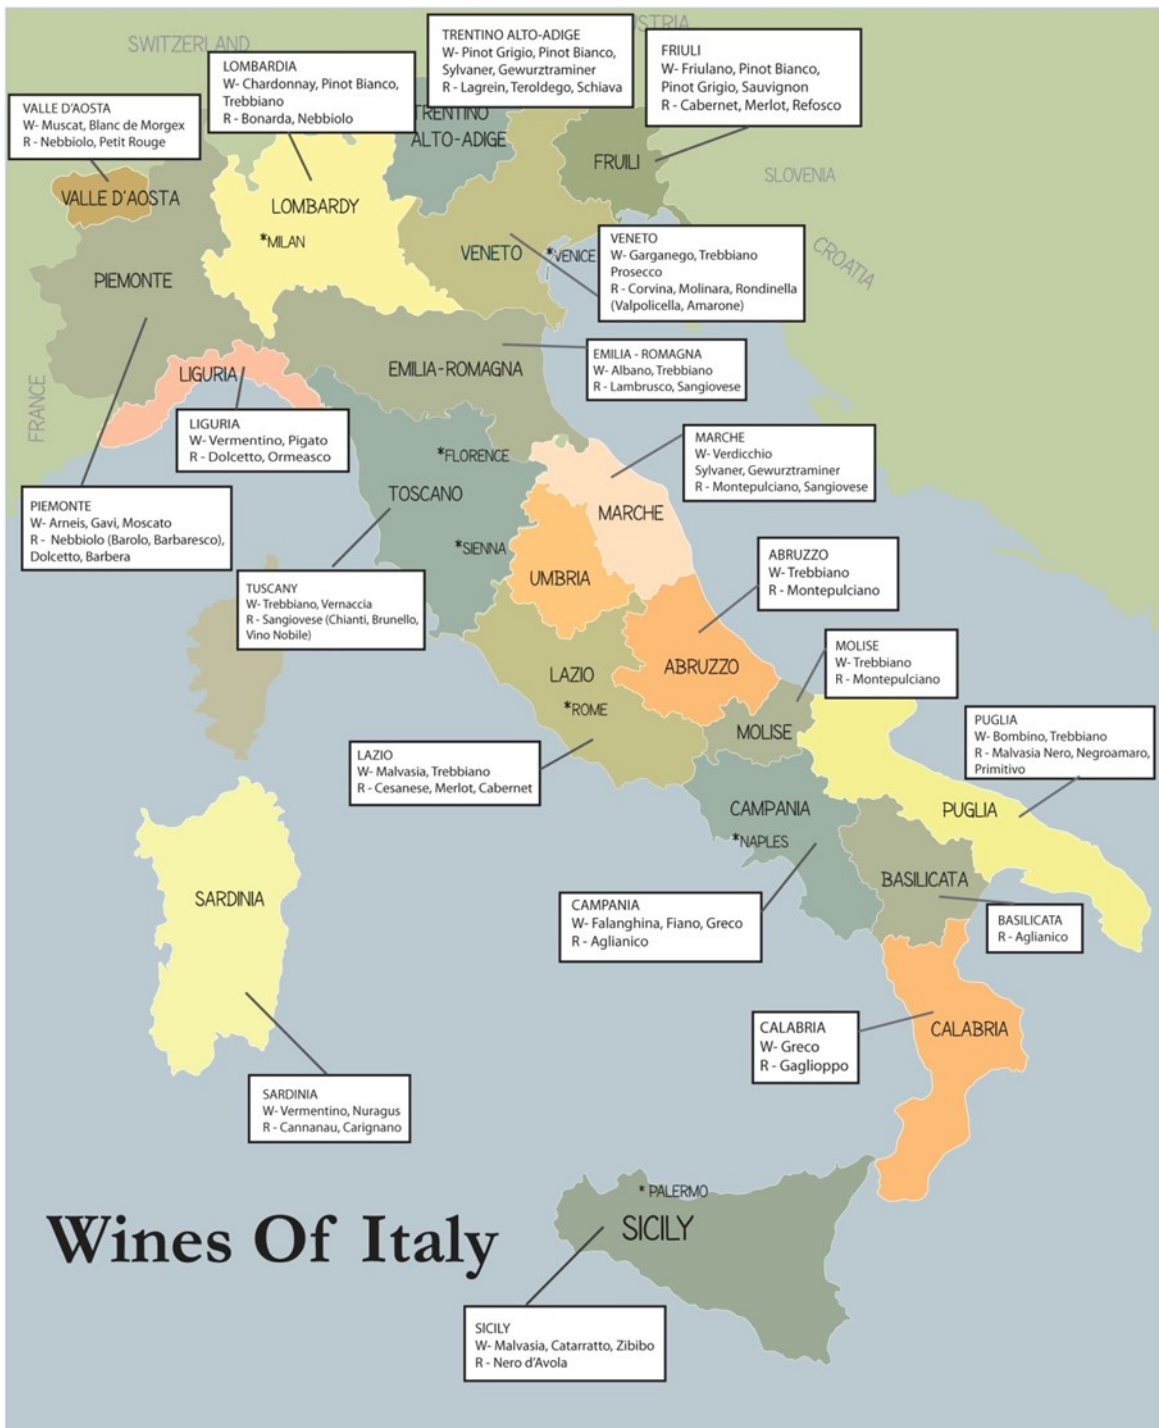 SWITZERLAND
TRENTINO ALTO-ADIGE
W- Pinot Grigio, Pinot Bianco,
Sylvaner, Gewurztraminer
R - Lagrein, Teroldego, Schiava
FRIULI
W- Friulano, Pinot Bianco,
Pinot Grigio, Sauvignon
R - Cabernet, Merlot, Refosco
LOMBARDIA
W- Chardonnay, Pinot Bianco,
Trebbiano
R - Bonarda, Nebbiolo
VALLE D'AOSTA
W- Muscat, Blanc de Morgex
R - Nebbiolo, Petit Rouge
TRENTINO
ALTO-ADIGE
FRUILI
SLOVENIA
VALLE D'AOSTA
LOMBARDY
*MILAN
VENETO
*VENICE
CROATIA
VENETO
W- Garganego, Trebbiano
Prosecco
R - Corvina, Molinara, Rondinella
(Valpolicella, Amarone)
PIEMONTE
EMILIA-ROMAGNA
EMILIA - ROMAGNA
W- Albano, Trebbiano
R - Lambrusco, Sangiovese
LIGURIA
FRANCE
LIGURIA
W- Vermentino, Pigato
R - Dolcetto, Ormeasco
*FLORENCE
TOSCANO
MARCHE
W- Verdicchio
Sylvaner, Gewurztraminer
R - Montepulciano, Sangiovese
MARCHE
PIEMONTE
W- Arneis, Gavi, Moscato
R -  Nebbiolo (Barolo, Barbaresco),
Dolcetto, Barbera
*SIENNA
UMBRIA
ABRUZZO
W- Trebbiano
R - Montepulciano
TUSCANY
W- Trebbiano, Vernaccia
R - Sangiovese (Chianti, Brunello,
Vino Nobile)
LAZIO
*ROME
ABRUZZO
MOLISE
W- Trebbiano
R - Montepulciano
MOLISE
PUGLIA
W- Bombino, Trebbiano
R - Malvasia Nero, Negroamaro,
Primitivo
LAZIO
W- Malvasia, Trebbiano
R - Cesanese, Merlot, Cabernet
CAMPANIA
*NAPLES
PUGLIA
BASILICATA
SARDINIA
CAMPANIA
W- Falanghina, Fiano, Greco
R - Aglianico
BASILICATA
R - Aglianico
CALABRIA
W- Greco
R - Gaglioppo
CALABRIA
SARDINIA
W- Vermentino, Nuragus
R - Cannanau, Carignano
* PALERMO
SICILY
Wines Of Italy
SICILY
W- Malvasia, Catarratto, Zibibo
R - Nero d'Avola